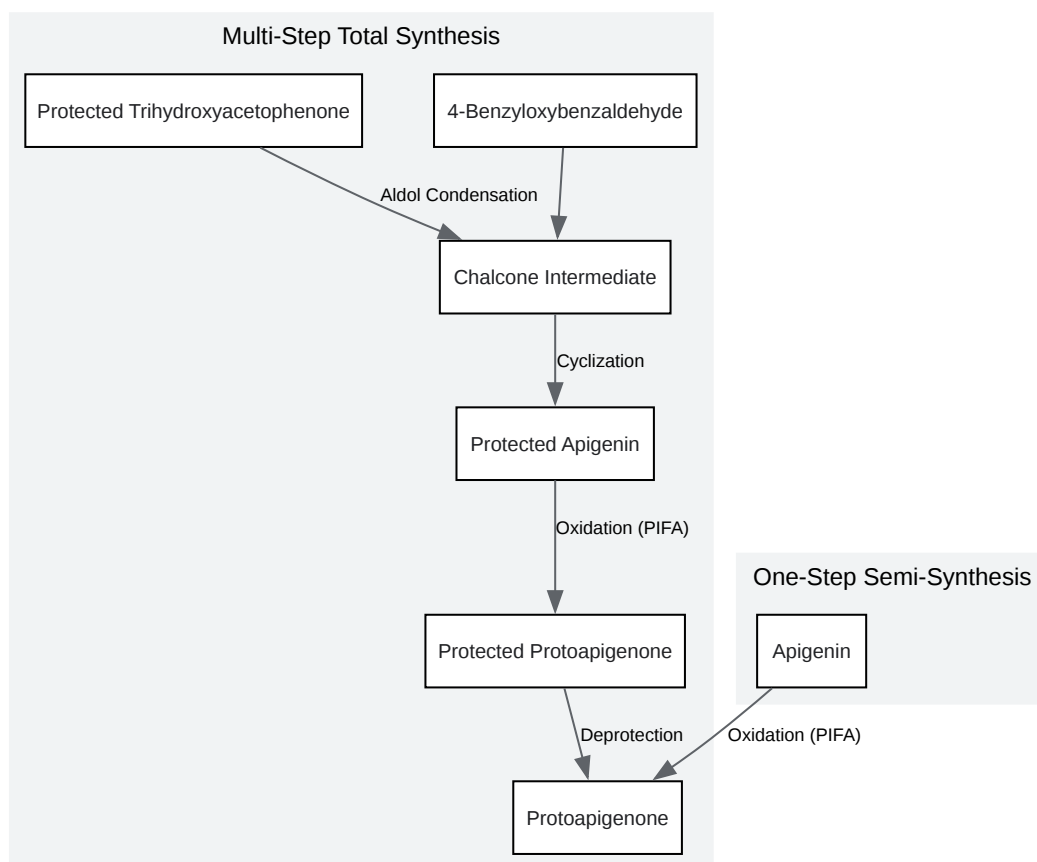 Multi-Step Total Synthesis
Protected Trihydroxyacetophenone
4-Benzyloxybenzaldehyde
Aldol Condensation
Chalcone Intermediate
Cyclization
Protected Apigenin
Oxidation (PIFA)
One-Step Semi-Synthesis
Protected Protoapigenone
Apigenin
Deprotection
Oxidation (PIFA)
Protoapigenone